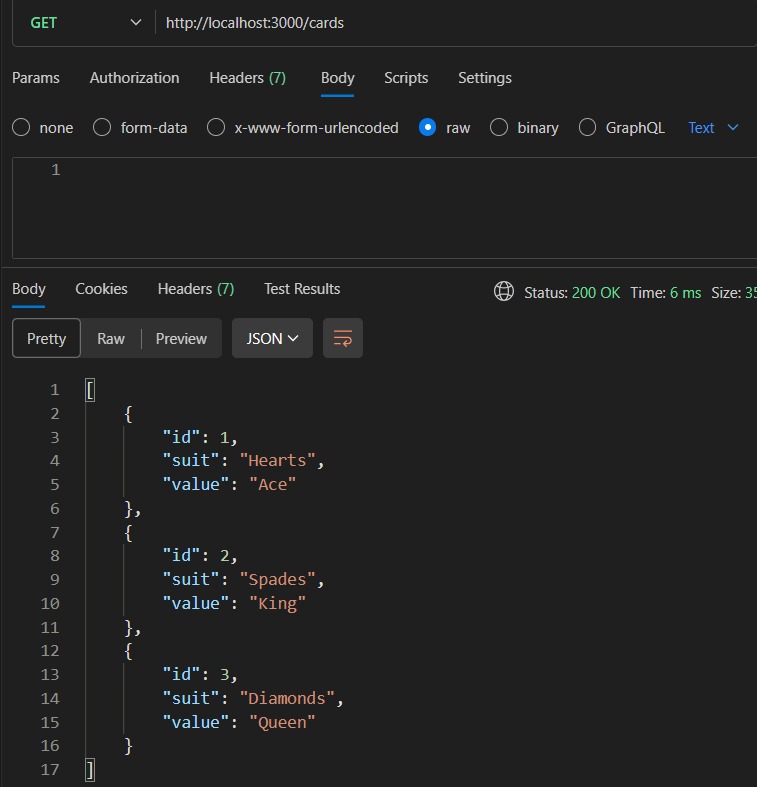 GET http://localhost:3000/cards
Params Authorization Headers (7) Body Scripts Settings
none form-data x-www-form-urlencoded raw binary GraphQL Text
1
Body Cookies Headers (7) Test Results Status: 200 OK Time: 6 ms Size: 35
Pretty Raw Preview JSON
1 [
2 {
3 "id": 1,
4 "suit": "Hearts",
5 "value": "Ace"
6 },
7 {
8 "id": 2,
9 "suit": "Spades",
10 "value": "King"
11 },
12 {
13 "id": 3,
14 "suit": "Diamonds",
15 "value": "Queen"
16 }
17 ]